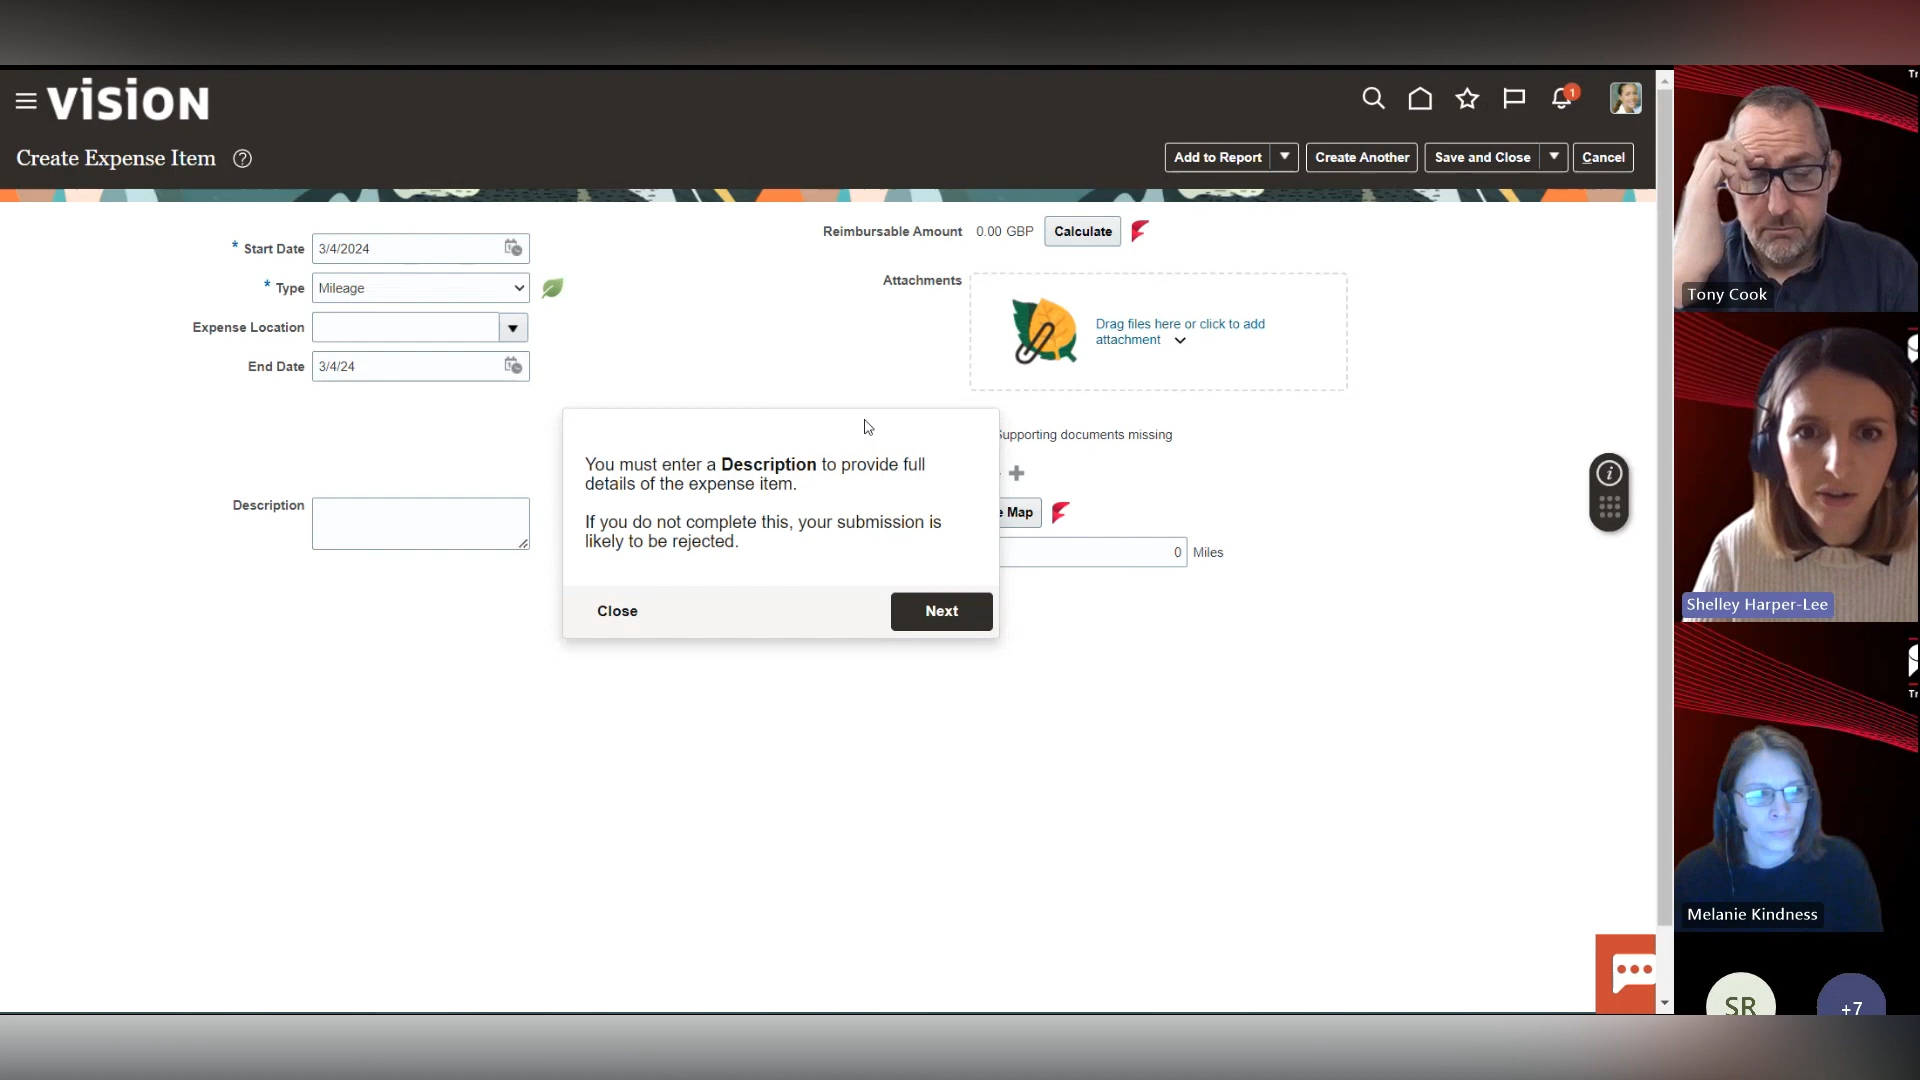 vision
1
Create Expense Item
Add to Report
Create Another
Save and Close
Cancel
* Start Date 3/4/2024
* Type Mileage
Expense Location
End Date 3/4/24
Description
Reimbursable Amount 0.00 GBP Calculate
Attachments
Drag files here or click to add
attachment
Supporting documents missing
Map
0 Miles
You must enter a Description to provide full
details of the expense item.
If you do not complete this, your submission is
likely to be rejected.
Close
Next
Tony Cook
Shelley Harper-Lee
Melanie Kindness
SR
+7